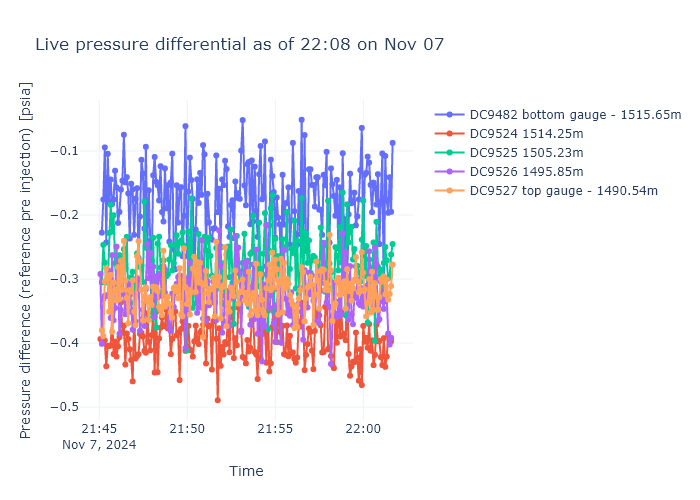 Live pressure differential as of 22:08 on Nov 07
Pressure difference (reference pre injection) [psia]
−0.1
−0.2
−0.3
−0.4
−0.5
21:45
Nov 7, 2024
21:50
21:55
22:00
Time
DC9482 bottom gauge - 1515.65m
DC9524 1514.25m
DC9525 1505.23m
DC9526 1495.85m
DC9527 top gauge - 1490.54m